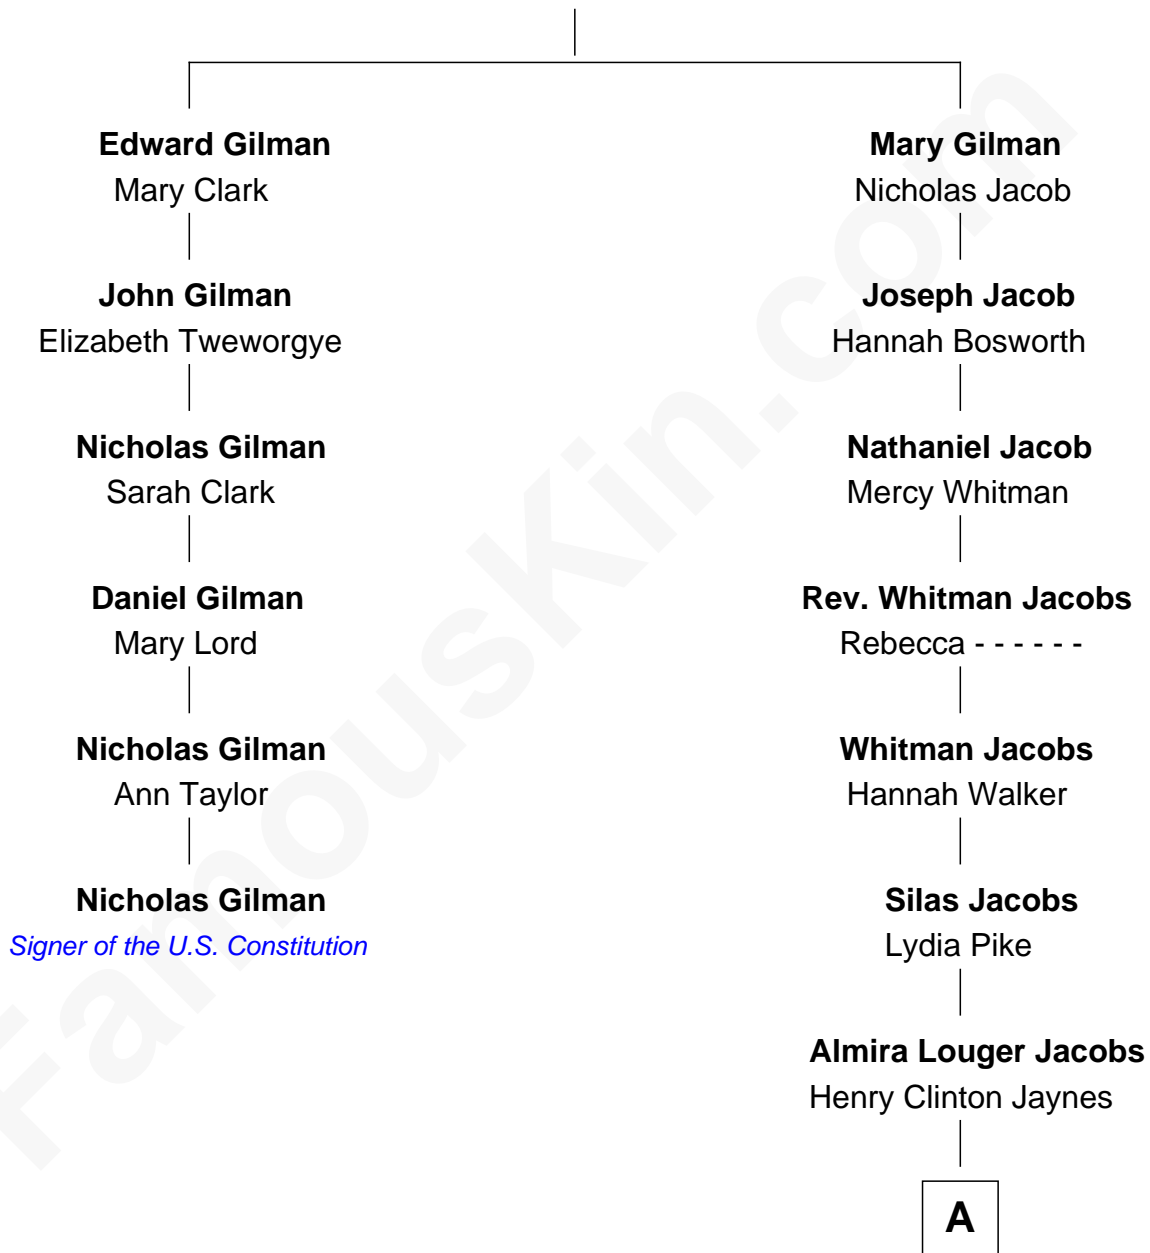 Edward Gilman
Mary Clark
John Gilman
Elizabeth Tweworgye
Nicholas Gilman
Sarah Clark
Daniel Gilman
Mary Lord
Nicholas Gilman
Ann Taylor
Nicholas Gilman
Signer of the U.S. Constitution
Mary Gilman
Nicholas Jacob
Joseph Jacob
Hannah Bosworth
Nathaniel Jacob
Mercy Whitman
Rev. Whitman Jacobs
Rebecca - - - - - -
Whitman Jacobs
Hannah Walker
Silas Jacobs
Lydia Pike
Almira Louger Jacobs
Henry Clinton Jaynes
A
FamousKin.com